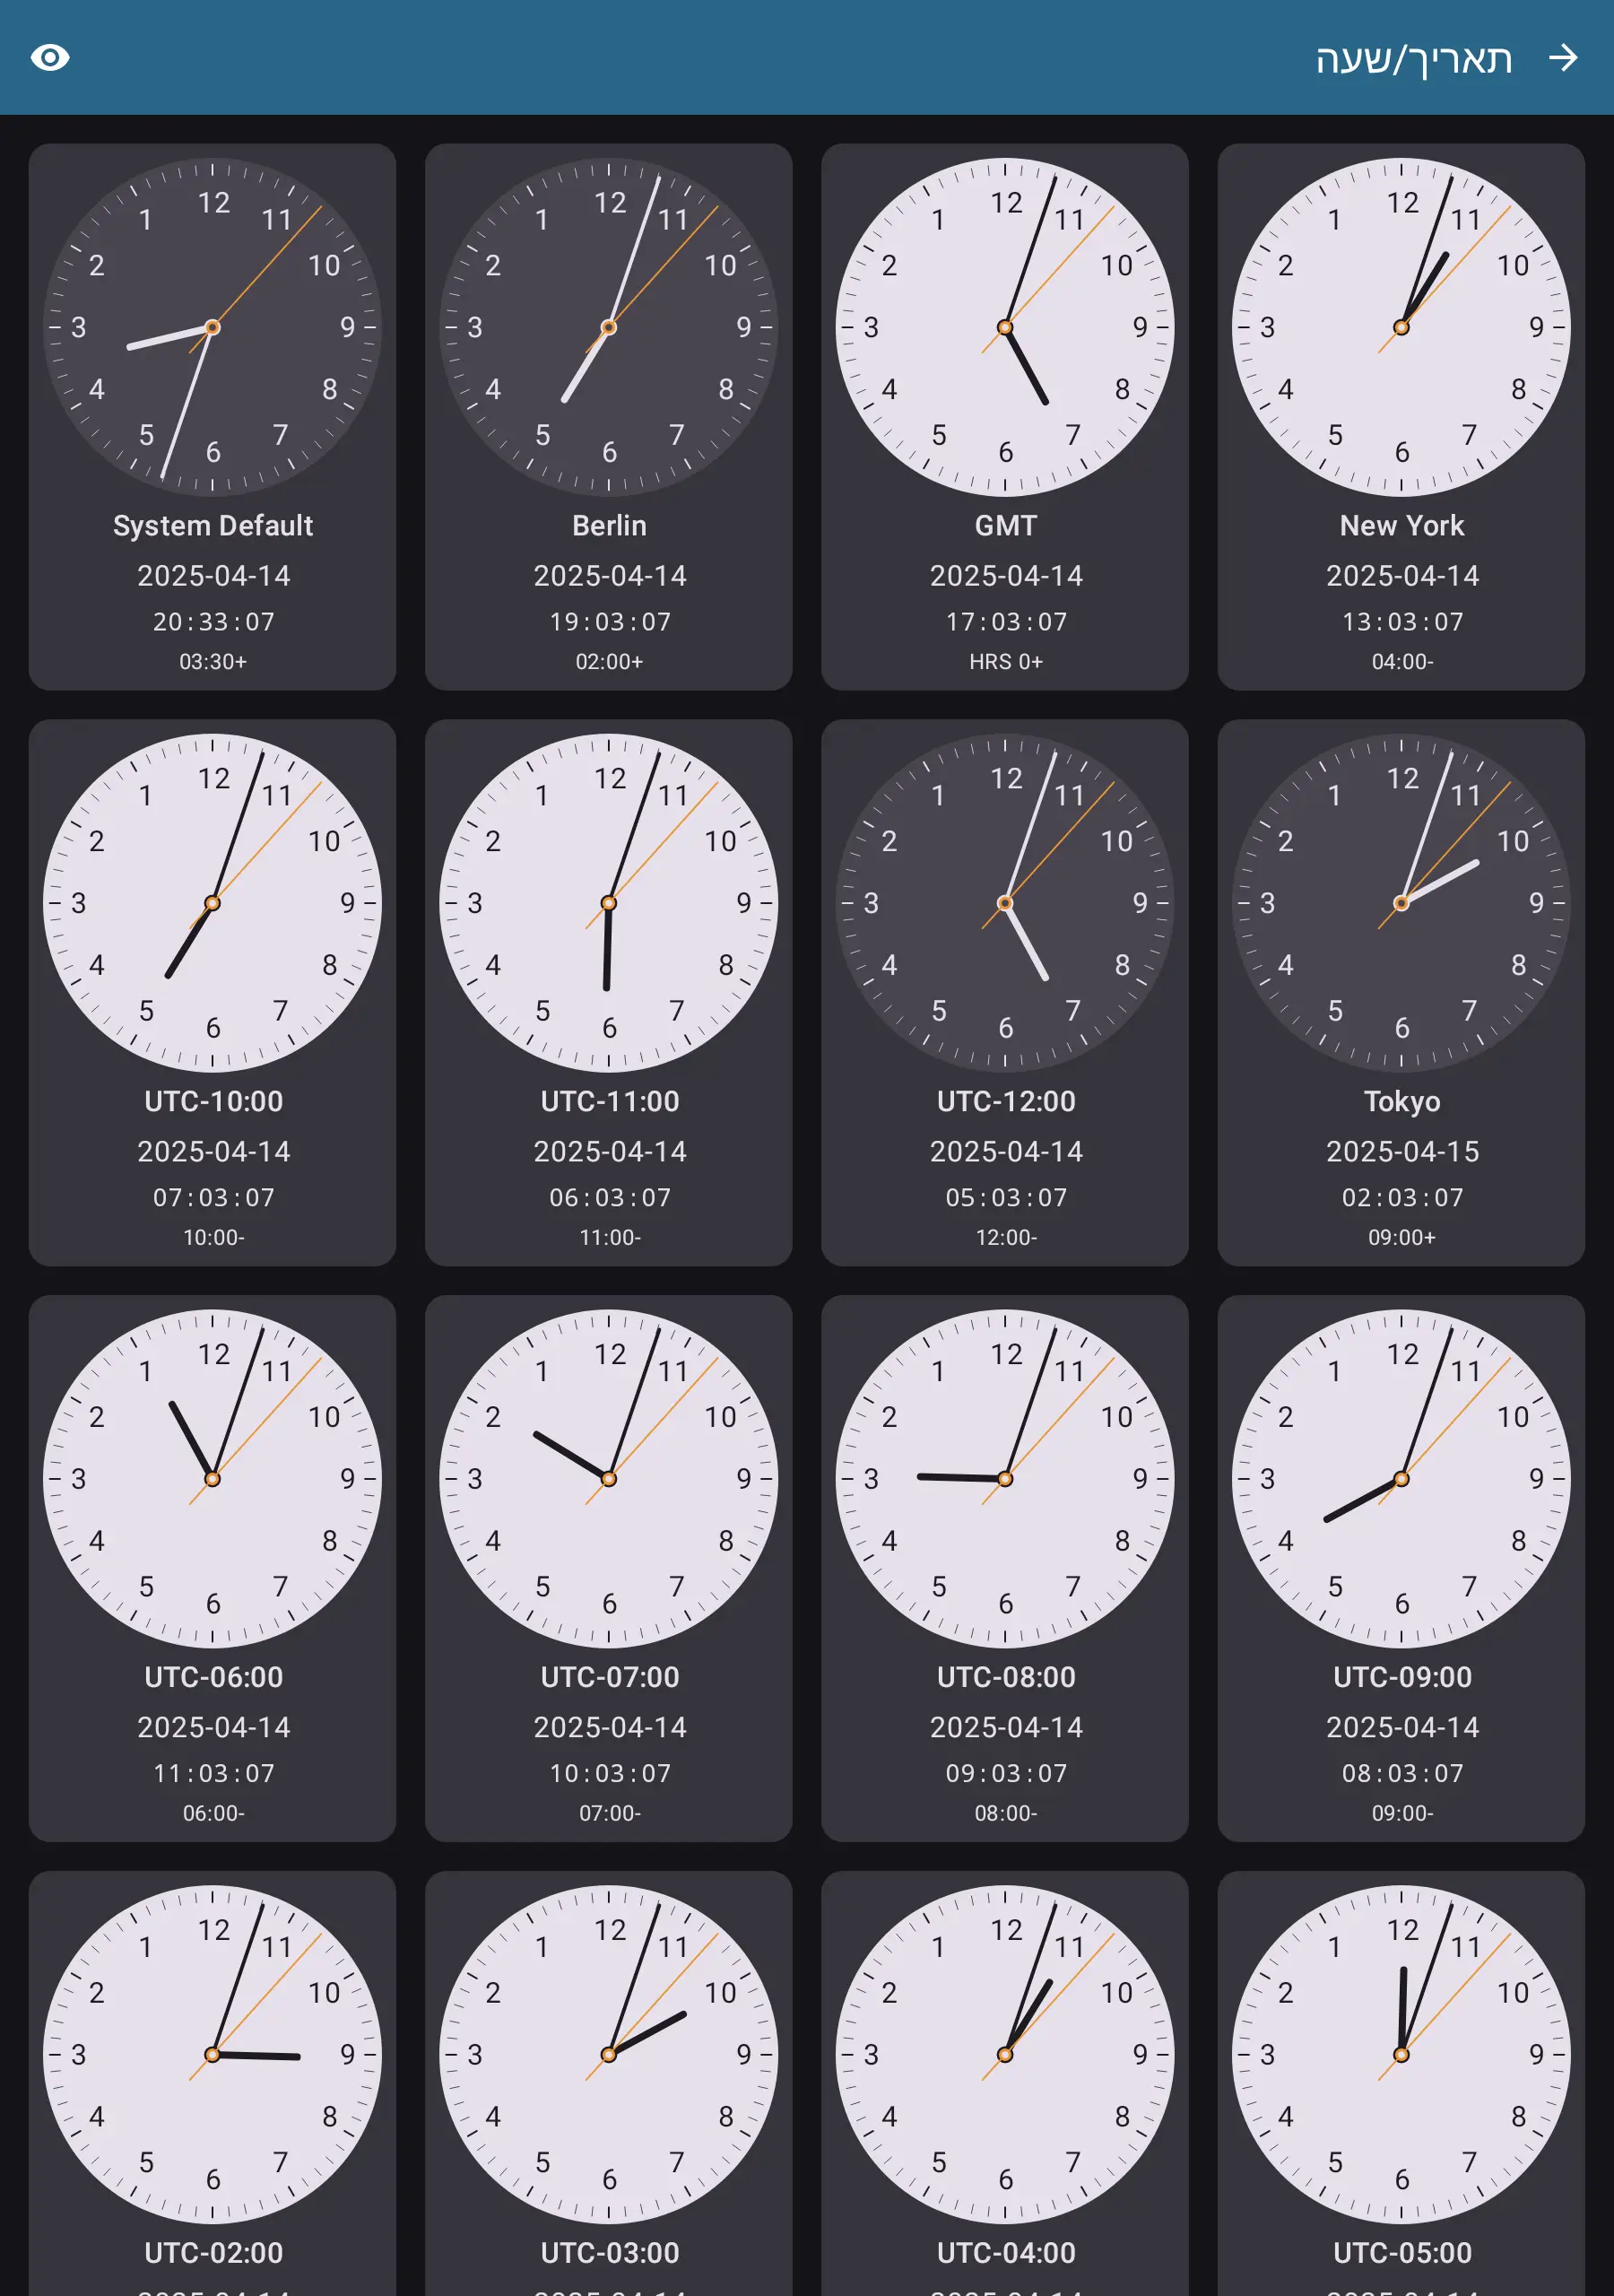 תאריך/שעה
12 1 2 3 4 5 6 7 8 9 10 11
New York
2025-04-14
13:03:07
04:00-
12 1 2 3 4 5 6 7 8 9 10 11
GMT
2025-04-14
17:03:07
HRS 0+
12 1 2 3 4 5 6 7 8 9 10 11
Berlin
2025-04-14
19:03:07
02:00+
12 1 2 3 4 5 6 7 8 9 10 11
System Default
2025-04-14
20:33:07
03:30+
12 1 2 3 4 5 6 7 8 9 10 11
Tokyo
2025-04-15
02:03:07
09:00+
12 1 2 3 4 5 6 7 8 9 10 11
UTC-12:00
2025-04-14
05:03:07
12:00-
12 1 2 3 4 5 6 7 8 9 10 11
UTC-11:00
2025-04-14
06:03:07
11:00-
12 1 2 3 4 5 6 7 8 9 10 11
UTC-10:00
2025-04-14
07:03:07
10:00-
12 1 2 3 4 5 6 7 8 9 10 11
UTC-09:00
2025-04-14
08:03:07
09:00-
12 1 2 3 4 5 6 7 8 9 10 11
UTC-08:00
2025-04-14
09:03:07
08:00-
12 1 2 3 4 5 6 7 8 9 10 11
UTC-07:00
2025-04-14
10:03:07
07:00-
12 1 2 3 4 5 6 7 8 9 10 11
UTC-06:00
2025-04-14
11:03:07
06:00-
12 1 2 3 4 5 6 7 8 9 10 11
UTC-05:00
12 1 2 3 4 5 6 7 8 9 10 11
UTC-04:00
12 1 2 3 4 5 6 7 8 9 10 11
UTC-03:00
12 1 2 3 4 5 6 7 8 9 10 11
UTC-02:00